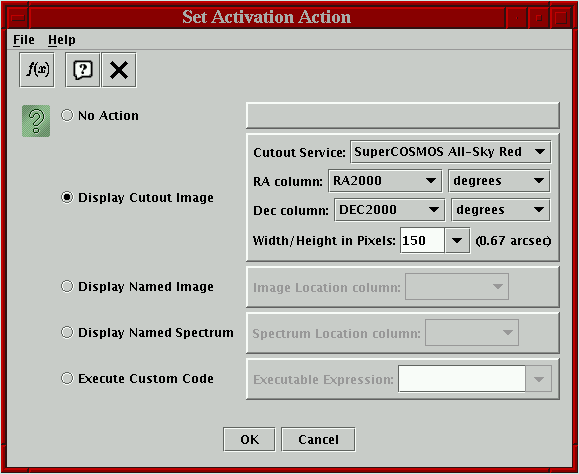 Set Activation Action
File Help
f(x)
No Action
Cutout Service: SuperCOSMOS All-Sky Red
RA column: RA2000 degrees
Display Cutout Image
Dec column: DEC2000 degrees
Width/Height in Pixels: 150 (0.67 arcsec)
Display Named Image Image Location column:
Display Named Spectrum Spectrum Location column:
Execute Custom Code Executable Expression:
OK Cancel